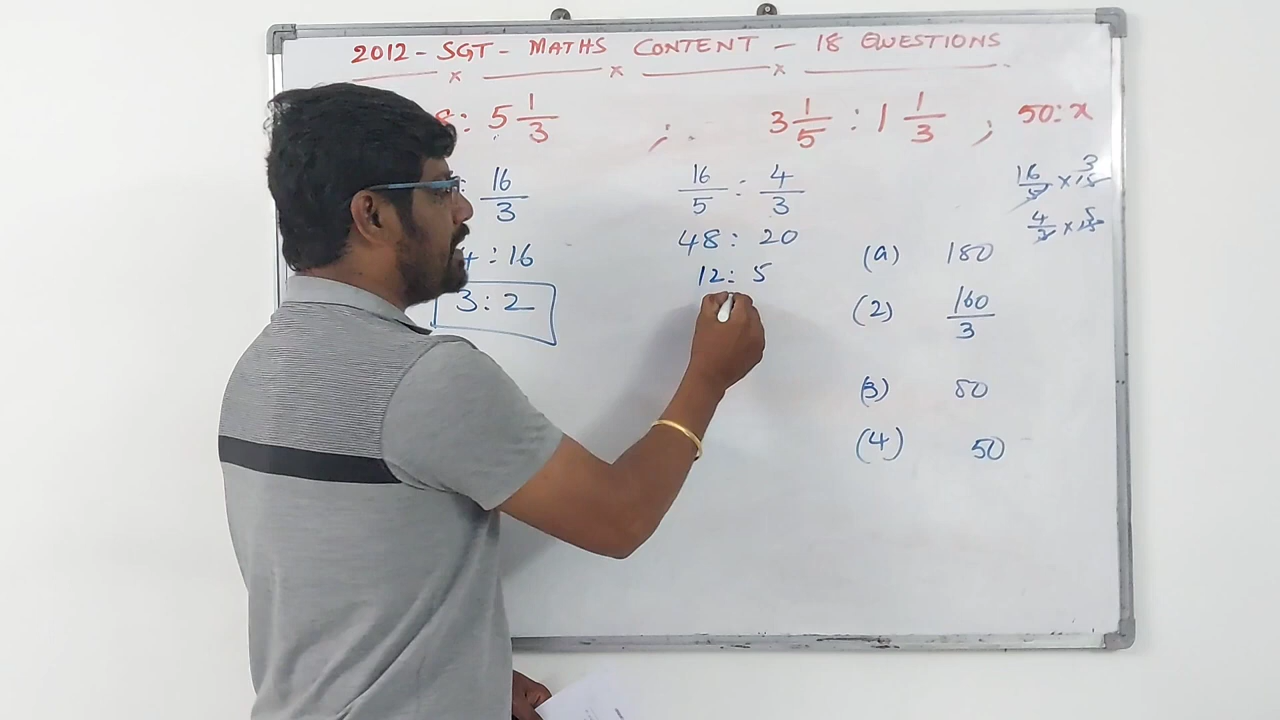 2012 - SGT - MATHS CONTENT - 18 QUESTIONS
8 : 5 1/3 ; 3 1/5 : 1 1/3 ; 50 : x
: 16/3
16/5 : 4/3
16/5 × 15 3
4/3 × 15 5
4 : 16
48 : 20
3 : 2
12 : 5
(a) 180
(2) 160/3
(3) 80
(4) 50